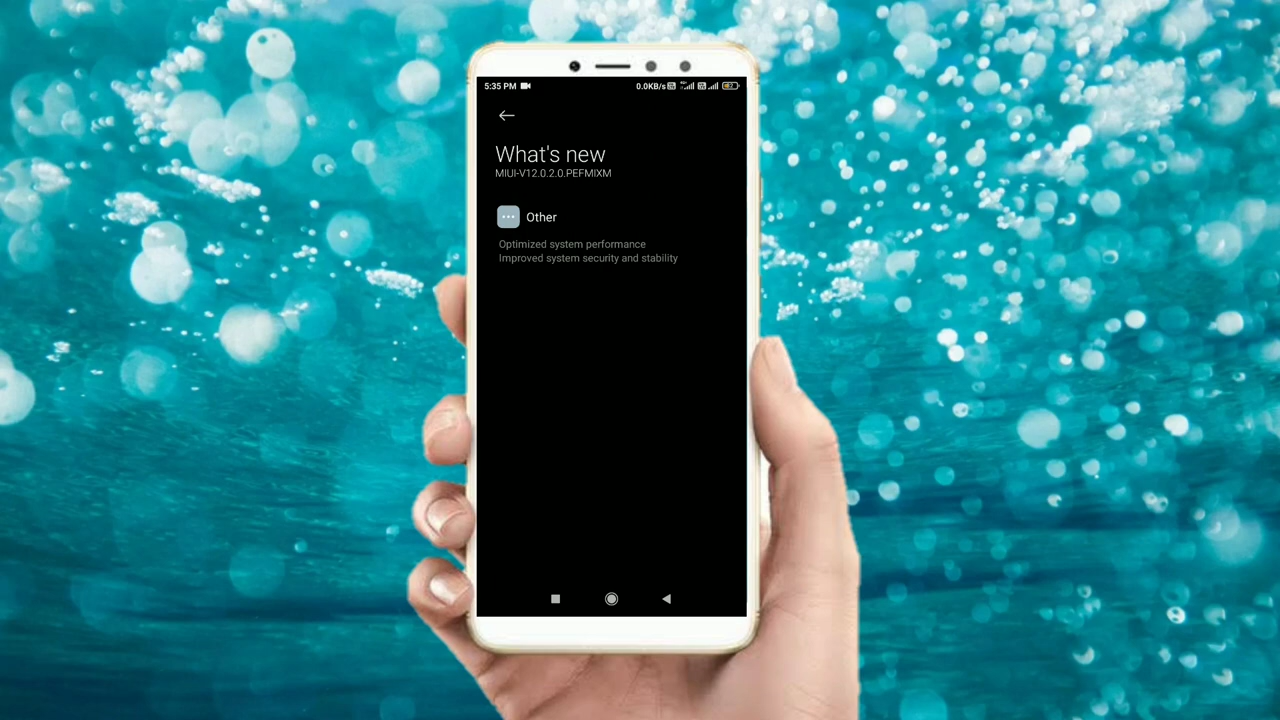 5:35 PM
0.0KB/s
What's new
MIUI-V12.0.2.0.PEFMIXM
Other
Optimized system performance
Improved system security and stability